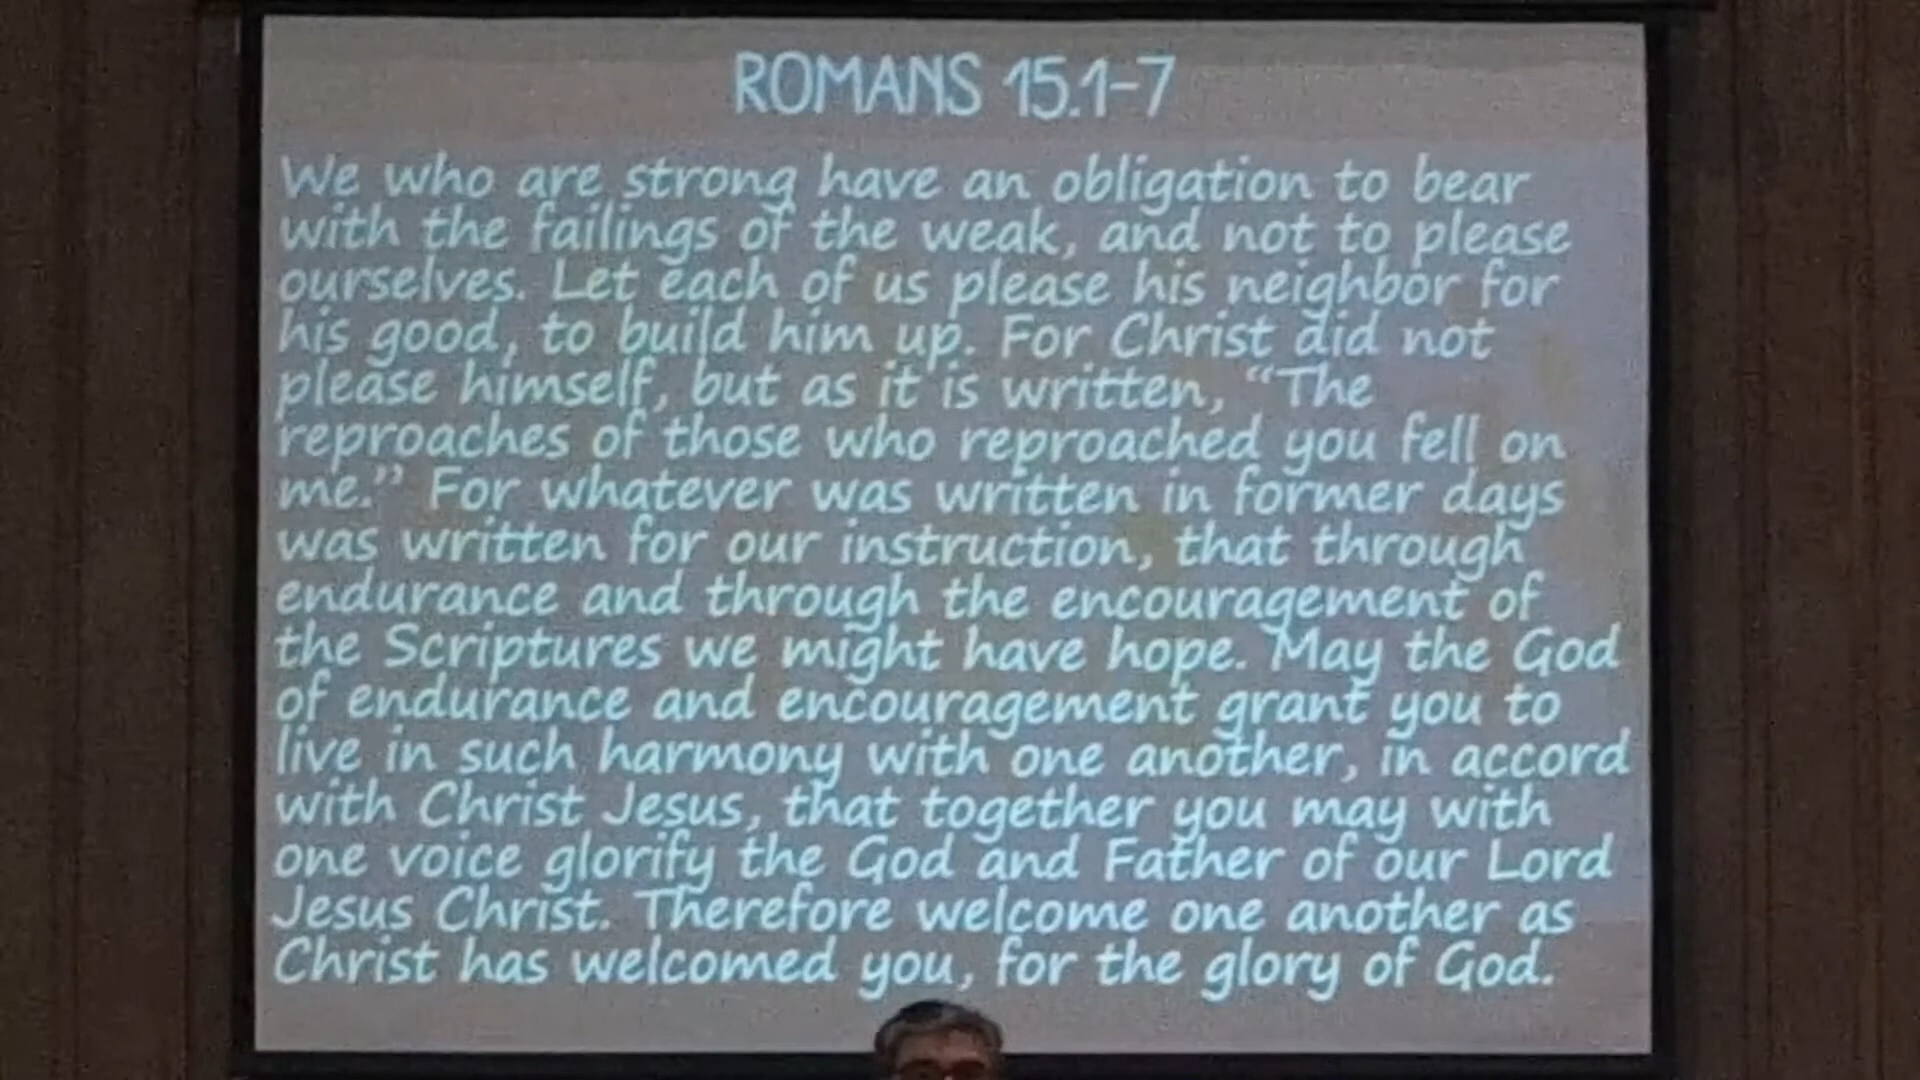 ROMANS 15.1-7
We who are strong have an obligation to bear
with the failings of the weak, and not to please
ourselves. Let each of us please his neighbor for
his good, to build him up. For Christ did not
please himself, but as it is written, “The
reproaches of those who reproached you fell on
me.” For whatever was written in former days
was written for our instruction, that through
endurance and through the encouragement of
the Scriptures we might have hope. May the God
of endurance and encouragement grant you to
live in such harmony with one another, in accord
with Christ Jesus, that together you may with
one voice glorify the God and Father of our Lord
Jesus Christ. Therefore welcome one another as
Christ has welcomed you, for the glory of God.